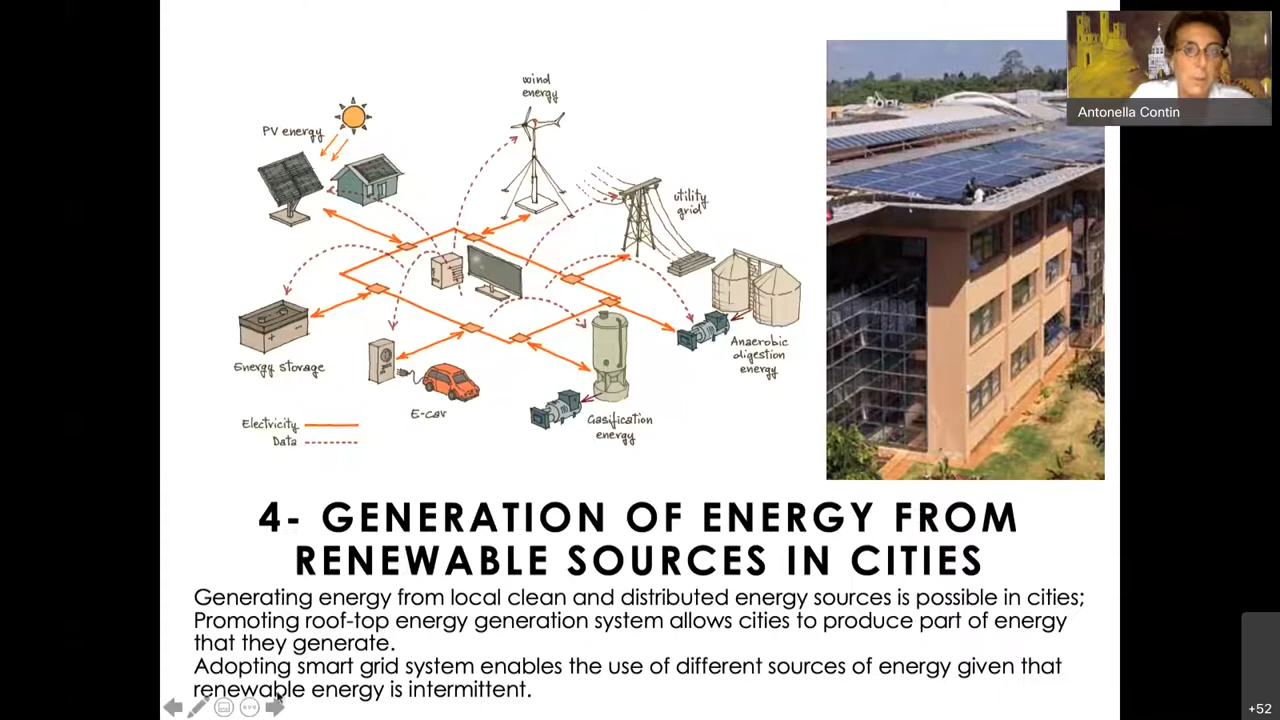 wind
energy
PV energy
utility
grid
Anaerobic
digestion
energy
Energy storage
E-car
Gasification
energy
Electricity
Data
Antonella Contin
4- GENERATION OF ENERGY FROM
RENEWABLE SOURCES IN CITIES
Generating energy from local clean and distributed energy sources is possible in cities;
Promoting roof-top energy generation system allows cities to produce part of energy
that they generate.
Adopting smart grid system enables the use of different sources of energy given that
renewable energy is intermittent.
+52